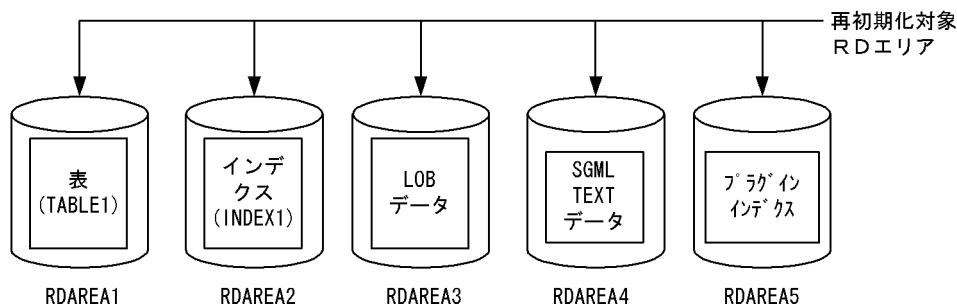 再初期化対象
RDエリア
表
(TABLE1)
インデ
クス
(INDEX1)
LOB
データ
SGML
TEXT
データ
プラグイン
インデクス
RDAREA1
RDAREA2
RDAREA3
RDAREA4
RDAREA5